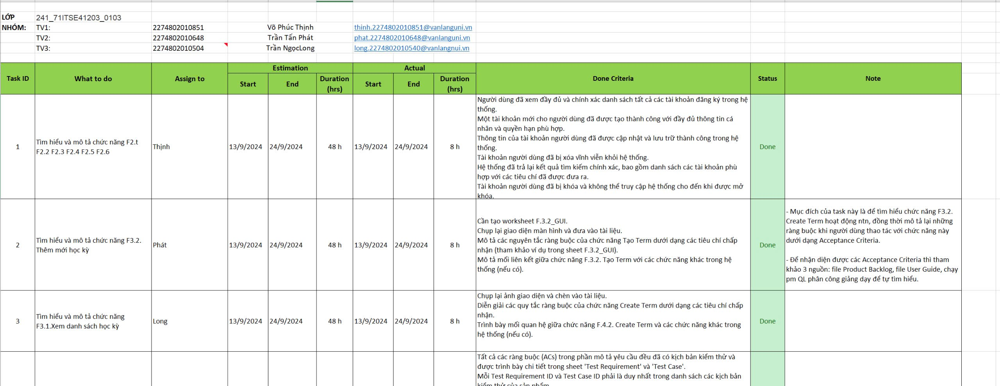 LỚP 241_71ITSE41203_0103
NHÓM: TV1: 2274802010851 Võ Phúc Thịnh thinh.2274802010851@vanlanguni.vn
TV2: 2274802010648 Trần Tấn Phát phat.2274802010648@vanlanguni.vn
TV3: 2274802010504 Trần NgọcLong long.2274802010540@vanlangnui.vn
Task ID
What to do
Assign to
Estimation
Start
End
Duration
(hrs)
Actual
Start
End
Duration
(hrs)
Done Criteria
Status
Note
1
Tìm hiểu và mô tả chức năng F2.t
F2.2 F2.3 F2.4 F2.5 F2.6
Thịnh
13/9/2024
24/9/2024
48 h
13/9/2024
24/9/2024
8 h
Người dùng đã xem đầy đủ và chính xác danh sách tất cả các tài khoản đăng ký trong hệ
thống.
Một tài khoản mới cho người dùng đã được tạo thành công với đầy đủ thông tin cá
nhân và quyền hạn phù hợp.
Thông tin của tài khoản người dùng đã được cập nhật và lưu trữ thành công trong hệ
thống.
Tài khoản người dùng đã bị xóa vĩnh viễn khỏi hệ thống.
Hệ thống đã trả lại kết quả tìm kiếm chính xác, bao gồm danh sách các tài khoản phù
hợp với các tiêu chí đã được đưa ra.
Tài khoản người dùng đã bị khóa và không thể truy cập hệ thống cho đến khi được mở
khóa.
Done
2
Tìm hiểu và mô tả chức năng F3.2.
Thêm mới học kỳ
Phát
13/9/2024
24/9/2024
48 h
13/9/2024
24/9/2024
8 h
Cần tạo worksheet F.3.2_GUI.
Chụp lại giao diện màn hình và đưa vào tài liệu.
Mô tả các nguyên tắc ràng buộc của chức năng Tạo Term dưới dạng các tiêu chí chấp
nhận (tham khảo ví dụ trong sheet F.3.2_GUI).
Mô tả mối liên kết giữa chức năng F.3.2. Tạo Term với các chức năng khác trong hệ
thống (nếu có).
Done
- Mục đích của task này là để tìm hiểu chức năng F3.2.
Create Term hoạt động ntn, đồng thời mô tả lại những
ràng buộc khi người dùng thao tác với chức năng này
dưới dạng Acceptance Criteria.
- Để nhận diện được các Acceptance Criteria thì tham
khảo 3 nguồn: file Product Backlog, file User Guide, chạy
pm QL phân công giảng dạy để tự tìm hiểu.
3
Tìm hiểu và mô tả chức năng
F3.1.Xem danh sách học kỳ
Long
13/9/2024
24/9/2024
48 h
13/9/2024
24/9/2024
8 h
Chụp lại ảnh giao diện và chèn vào tài liệu.
Diễn giải các quy tắc ràng buộc của chức năng Create Term dưới dạng các tiêu chí chấp
nhận.
Trình bày mối quan hệ giữa chức năng F.4.2. Create Term và các chức năng khác trong
hệ thống (nếu có).
Done
Tất cả các ràng buộc (ACs) trong phần mô tả yêu cầu đều đã có kịch bản kiểm thử và
được trình bày chi tiết trong sheet 'Test Requirement' và 'Test Case'.
Mỗi Test Requirement ID và Test Case ID phải là duy nhất trong danh sách các kịch bản
kiểm thử của sản phẩm